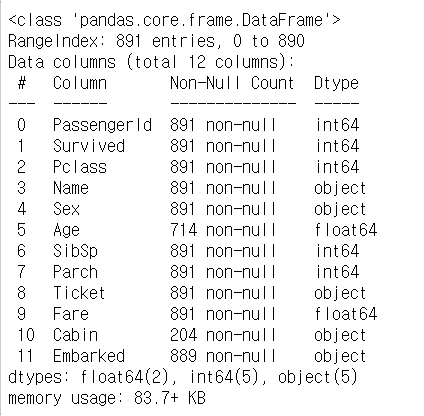 <class 'pandas.core.frame.DataFrame'>
RangeIndex: 891 entries, 0 to 890
Data columns (total 12 columns):
 #   Column       Non-Null Count  Dtype
---  ------       --------------  -----
 0   PassengerId  891 non-null    int64
 1   Survived     891 non-null    int64
 2   Pclass       891 non-null    int64
 3   Name         891 non-null    object
 4   Sex          891 non-null    object
 5   Age          714 non-null    float64
 6   SibSp        891 non-null    int64
 7   Parch        891 non-null    int64
 8   Ticket       891 non-null    object
 9   Fare         891 non-null    float64
 10  Cabin        204 non-null    object
 11  Embarked     889 non-null    object
dtypes: float64(2), int64(5), object(5)
memory usage: 83.7+ KB